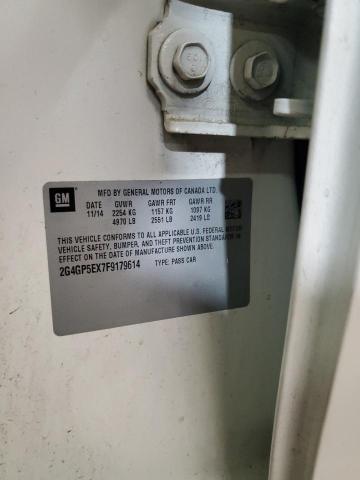 GM
MFD BY GENERAL MOTORS OF CANADA LTD.
DATE GVWR GAWR FRT GAWR RR
11/14 2254 KG 1157 KG 1097 KG
4970 LB 2551 LB 2419 LB
THIS VEHICLE CONFORMS TO ALL APPLICABLE U.S. FEDERAL MOTOR
VEHICLE SAFETY, BUMPER, AND THEFT PREVENTION STANDARDS IN
EFFECT ON THE DATE OF MANUFACTURE SHOWN ABOVE.
2G4GP5EX7F9179614 TYPE: PASS CAR